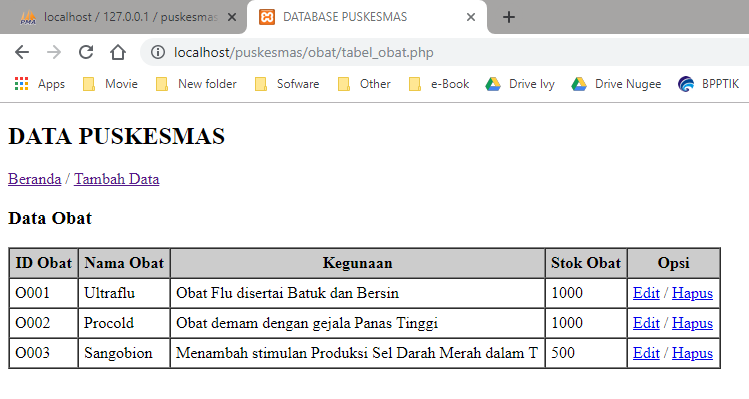 localhost / 127.0.0.1 / puskesmas
DATABASE PUSKESMAS
localhost/puskesmas/obat/tabel_obat.php
Apps Movie New folder Sofware Other e-Book Drive Ivy Drive Nugee BPPTIK
DATA PUSKESMAS
Beranda / Tambah Data
Data Obat
ID Obat Nama Obat Kegunaan Stok Obat Opsi
O001 Ultraflu Obat Flu disertai Batuk dan Bersin 1000 Edit / Hapus
O002 Procold Obat demam dengan gejala Panas Tinggi 1000 Edit / Hapus
O003 Sangobion Menambah stimulan Produksi Sel Darah Merah dalam T 500 Edit / Hapus